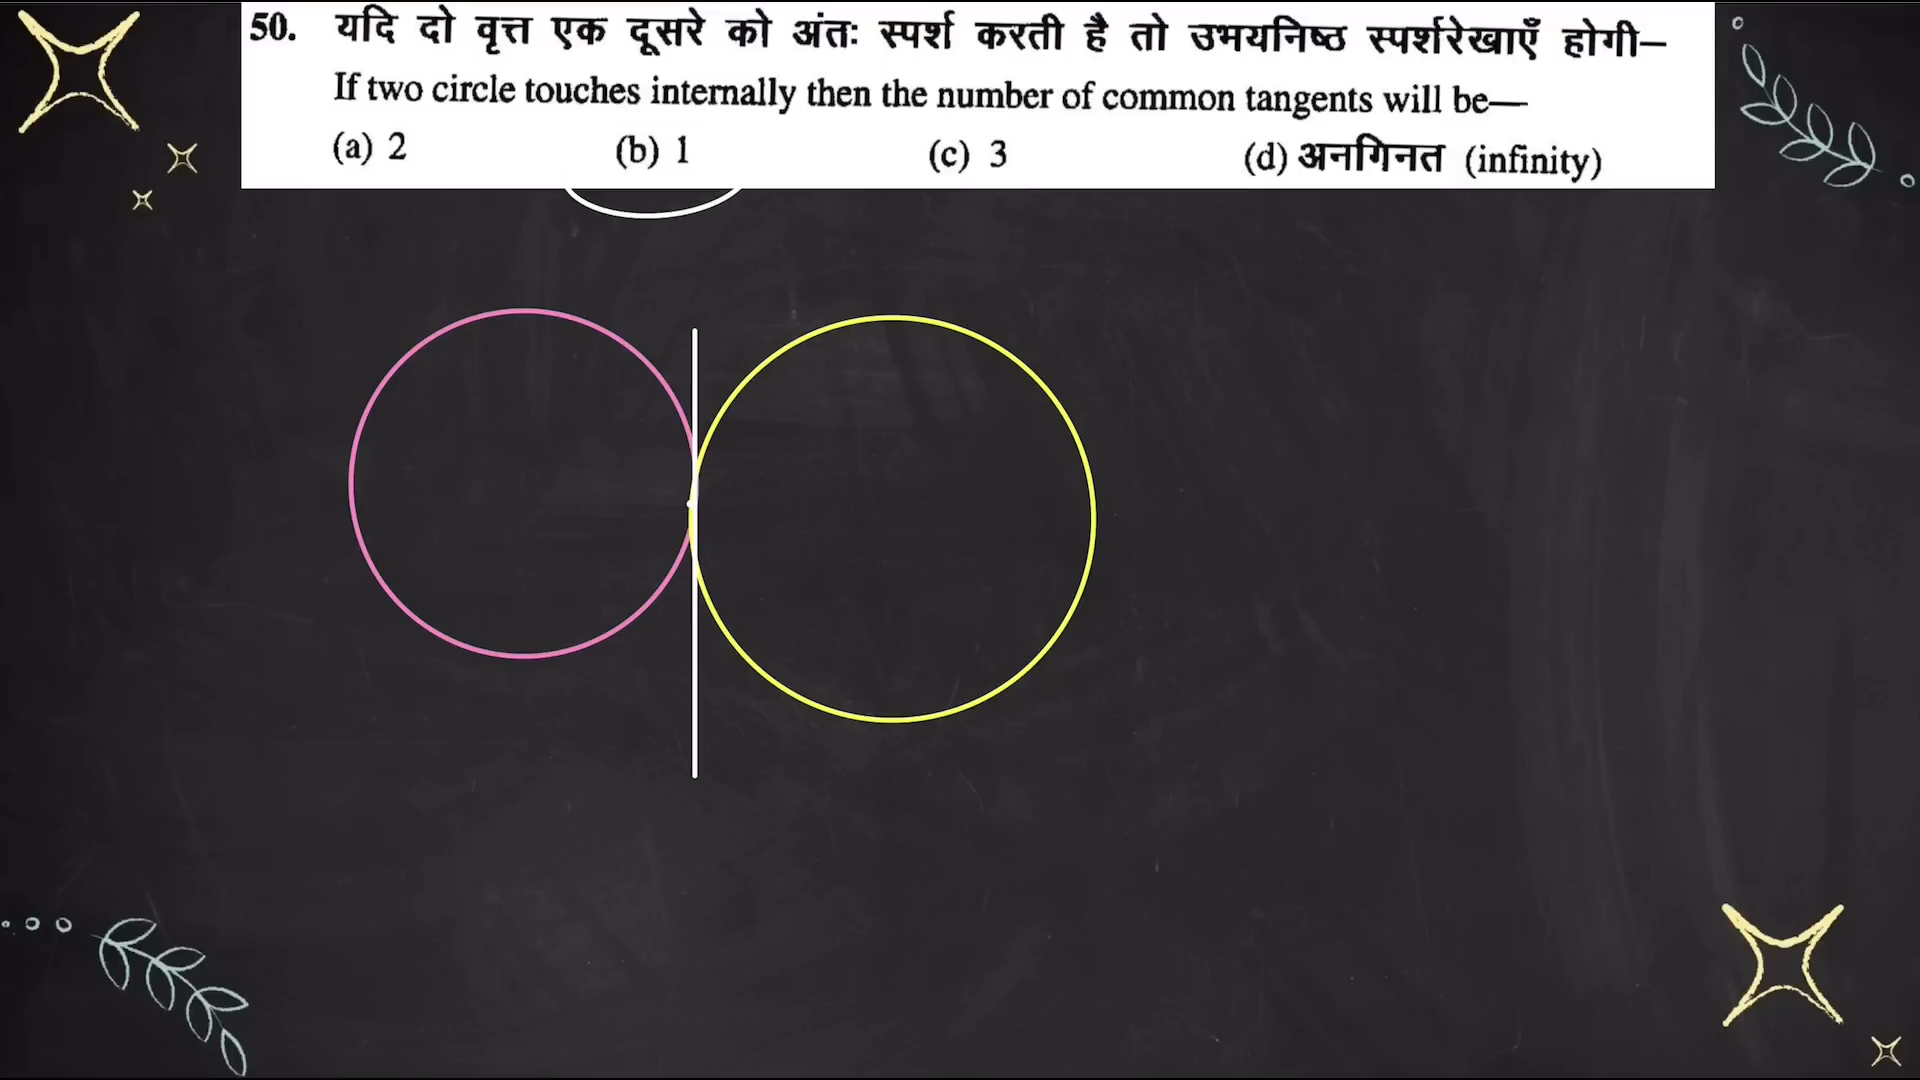 50. यदि दो वृत्त एक दूसरे को अंतः स्पर्श करती है तो उभयनिष्ठ स्पर्शरेखाएँ होगी–
If two circle touches internally then the number of common tangents will be—
(a) 2 (b) 1 (c) 3 (d) अनगिनत (infinity)